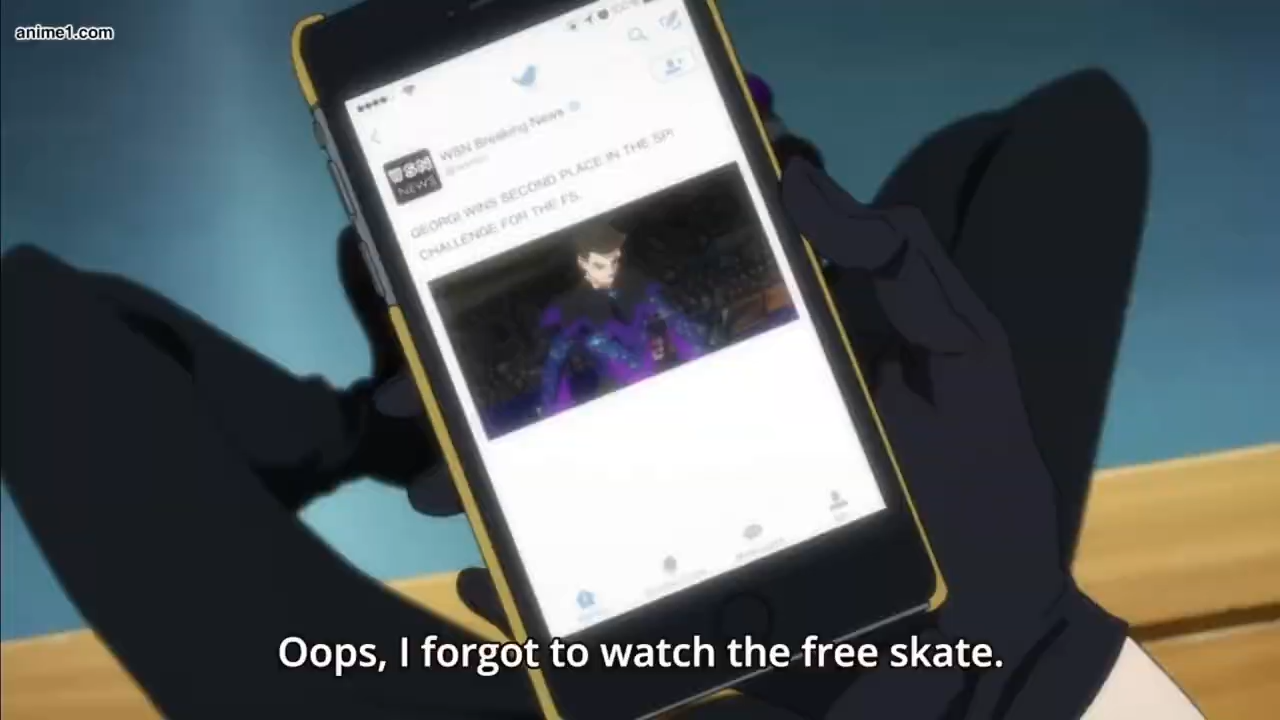 anime1.com
WSN Breaking News
WSN
NEWS
GEORGI WINS SECOND PLACE IN THE SP!
CHALLENGE FOR THE FS.
Oops, I forgot to watch the free skate.